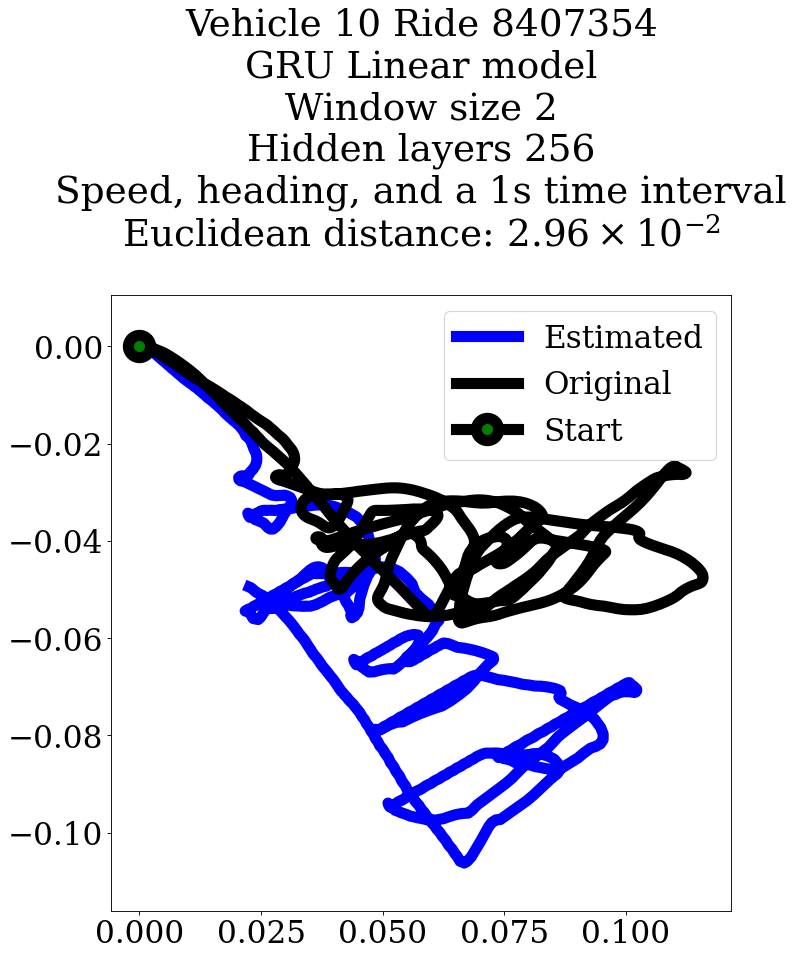 Vehicle 10 Ride 8407354
GRU Linear model
Window size 2
Hidden layers 256
Speed, heading, and a 1s time interval
Euclidean distance: 2.96 × 10⁻²
Estimated
Original
Start
0.00
−0.02
−0.04
−0.06
−0.08
−0.10
0.000 0.025 0.050 0.075 0.100